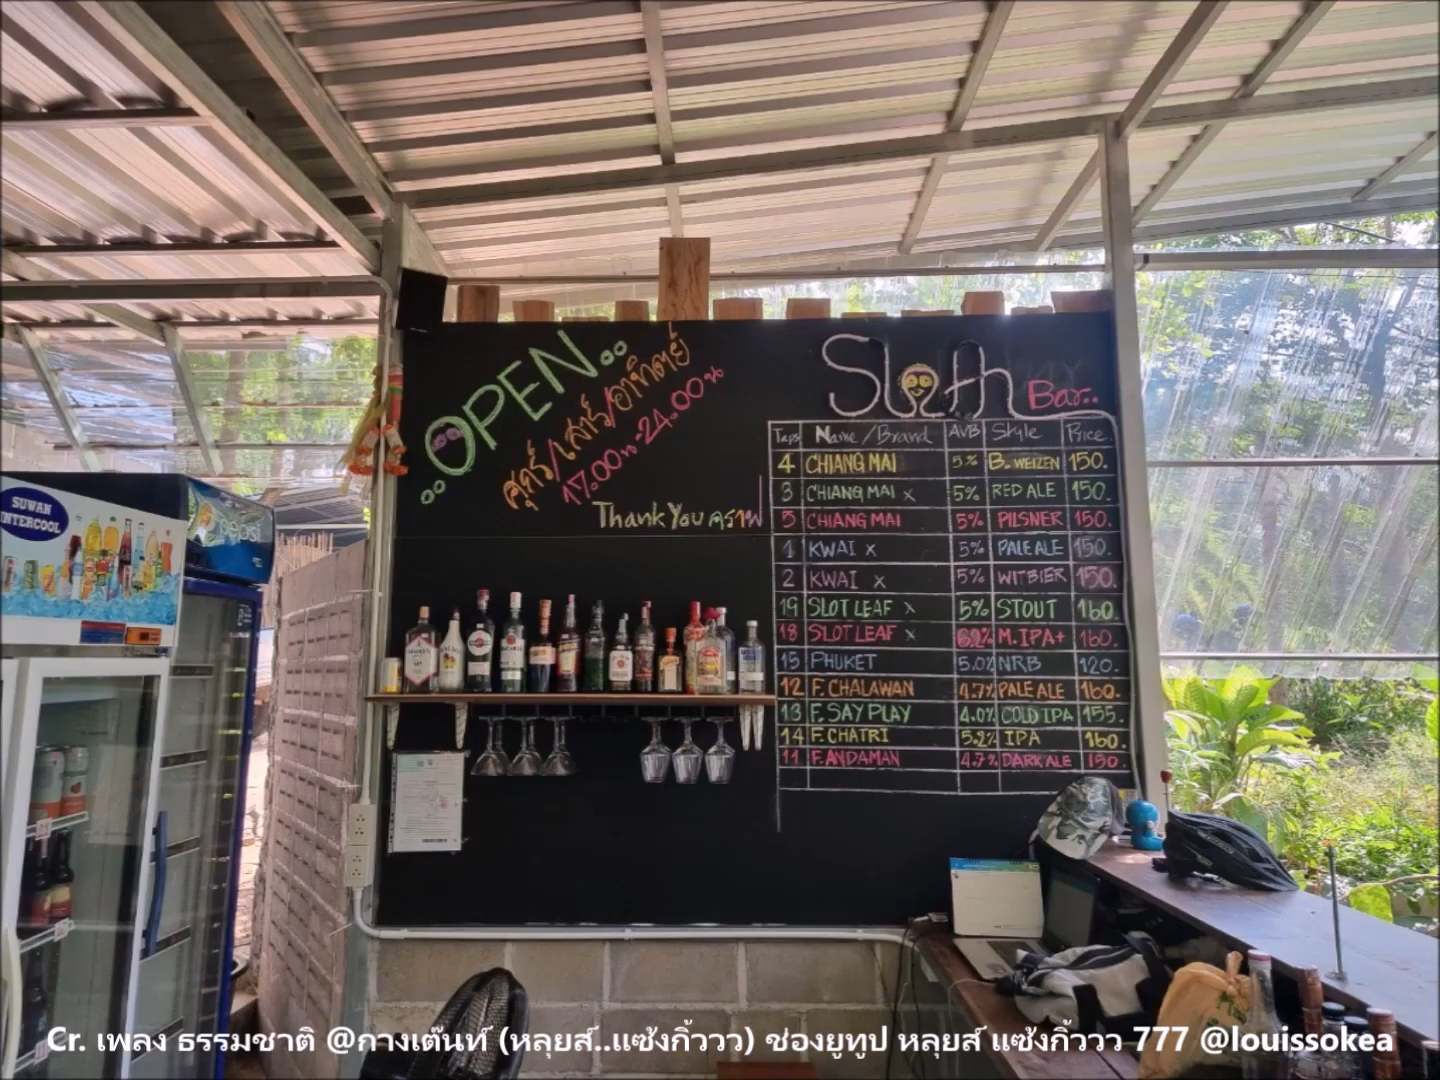 OPEN
ศุกร์/เสาร์/อาทิตย์
17.00น-24.00น
Thank You คราพ
Sloth
Bar..
Taps Name/Brand AVB Style Price
4 CHIANG MAI 5% B. WEIZEN 150.
3 CHIANG MAI x 5% RED ALE 150.
5 CHIANG MAI 5% PILSNER 150.
1 KWAI x 5% PALE ALE 150.
2 KWAI x 5% WITBIER 150.
19 SLOT LEAF x 5% STOUT 160.
18 SLOT LEAF x 6.2% M.IPA+ 160.
15 PHUKET 5.0% NRB 120.
12 F. CHALAWAN 4.7% PALE ALE 160.
13 F. SAY PLAY 4.0% COLD IPA 155.
14 F. CHATRI 5.2% IPA 160.
11 F. ANDAMAN 4.7% DARK ALE 150.
SUWAN
INTERCOOL
pepsi
Cr. เพลง ธรรมชาติ @กางเต๊นท์ (หลุยส์..แซ้งกิ้ววว) ช่องยูทูป หลุยส์ แซ้งกิ้ววว 777 @louissokea